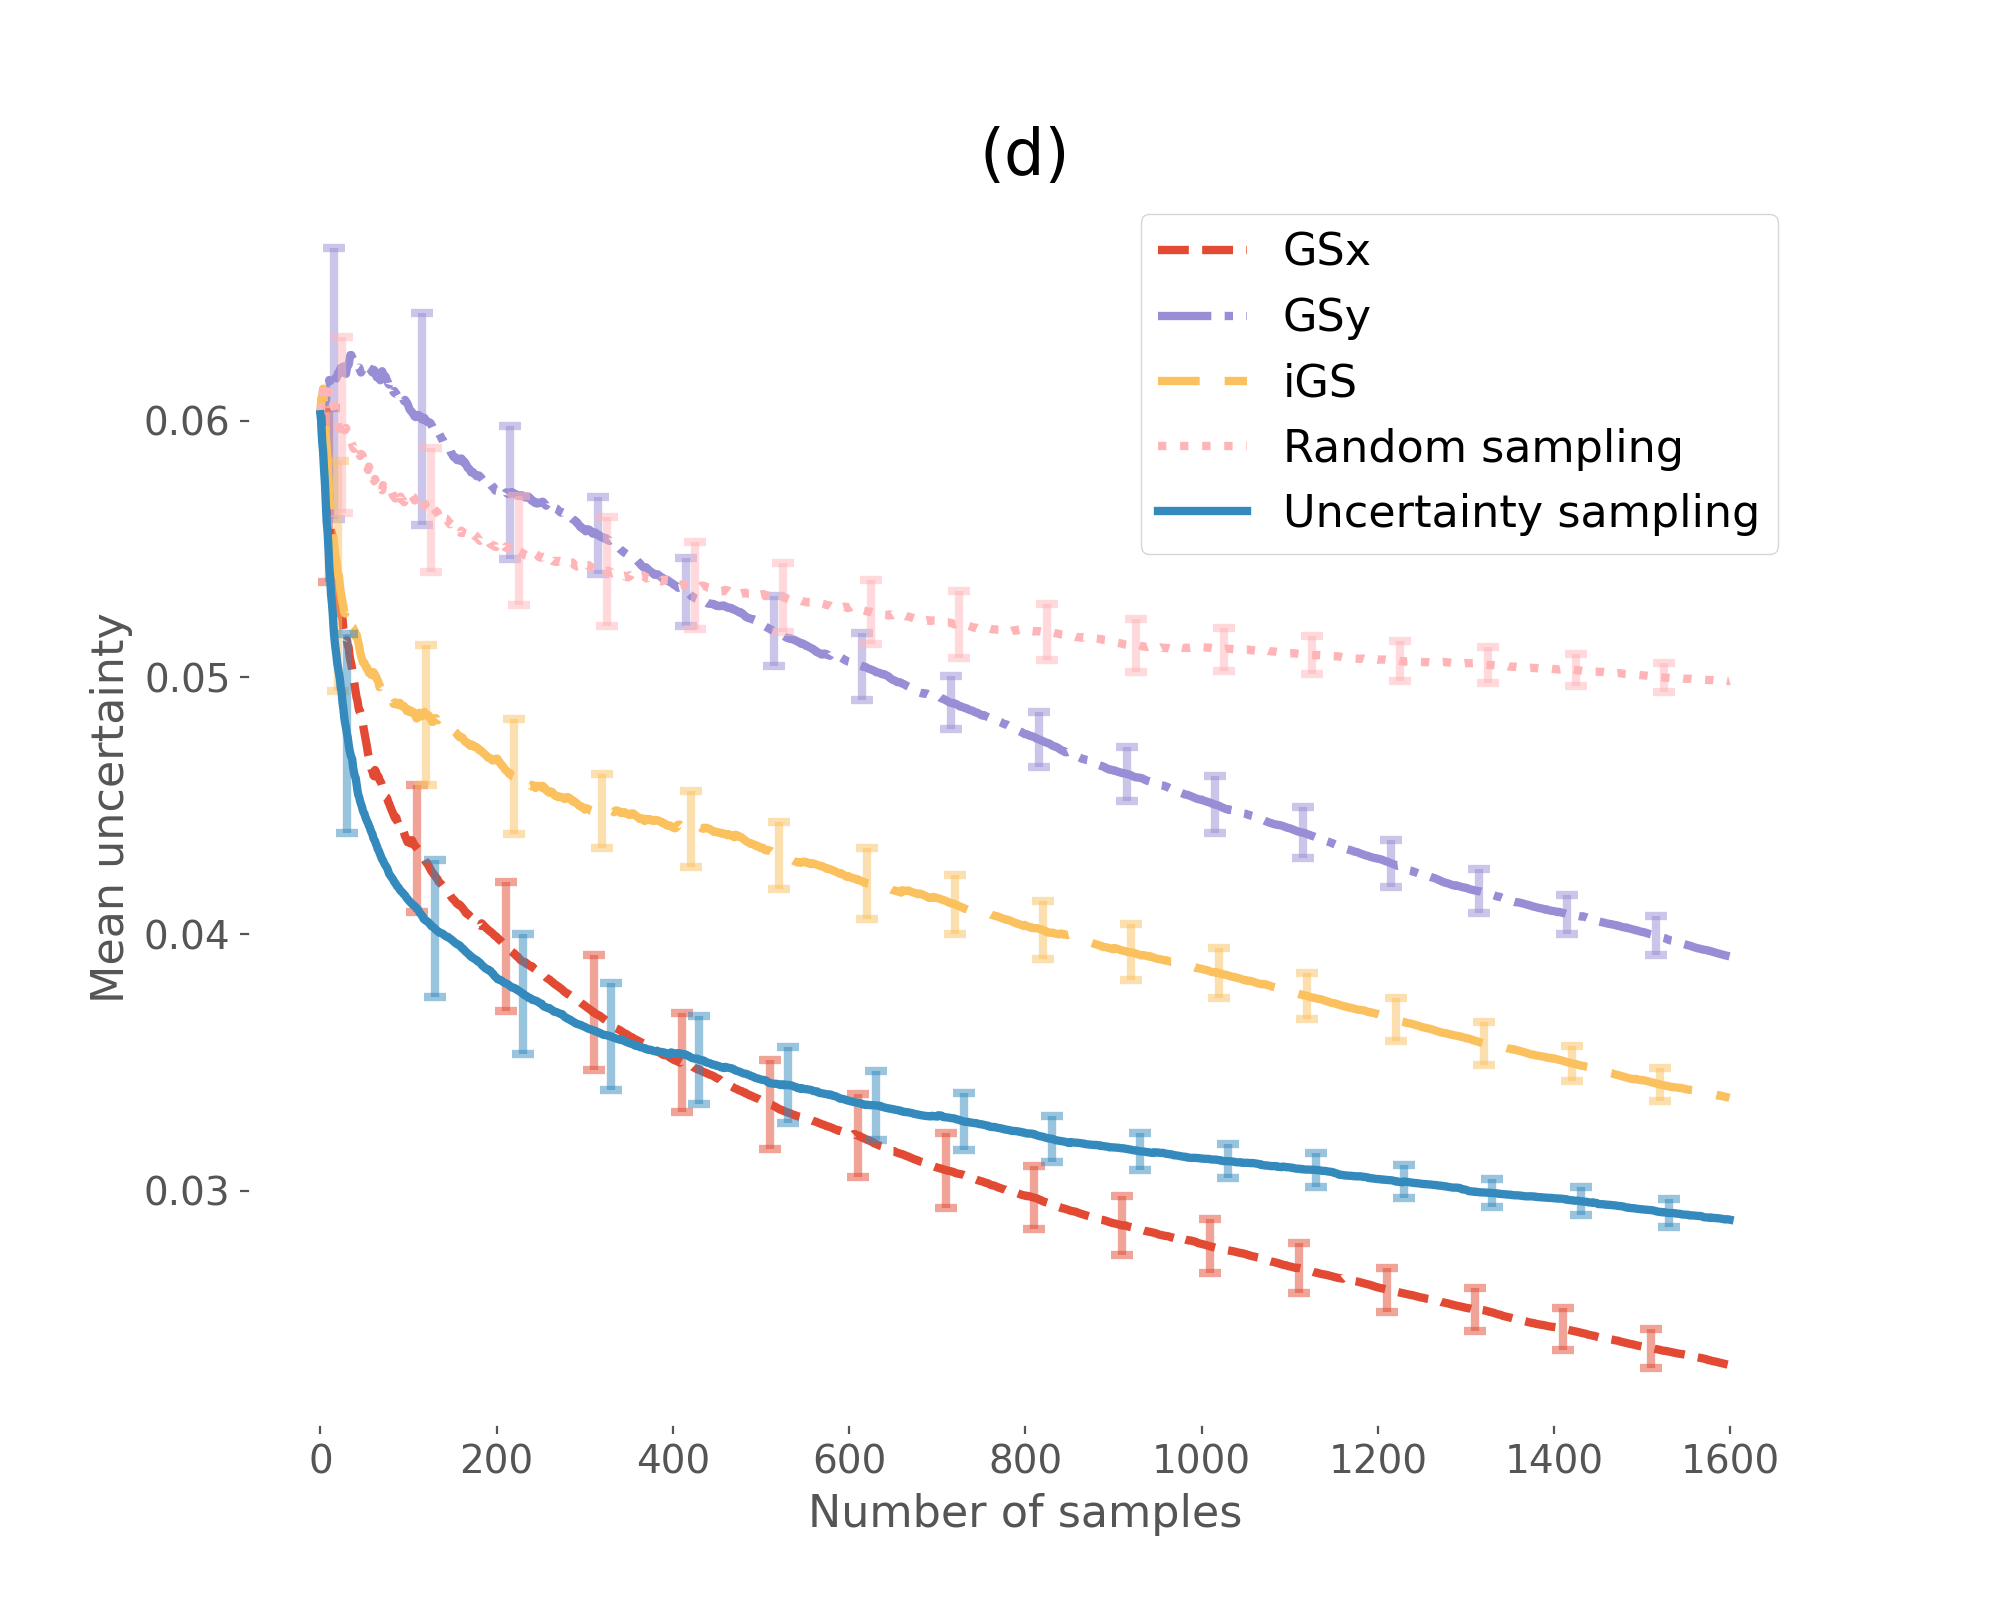 (d)
GSx
GSy
iGS
Random sampling
Uncertainty sampling
Mean uncertainty
0.06
0.05
0.04
0.03
0 200 400 600 800 1000 1200 1400 1600
Number of samples